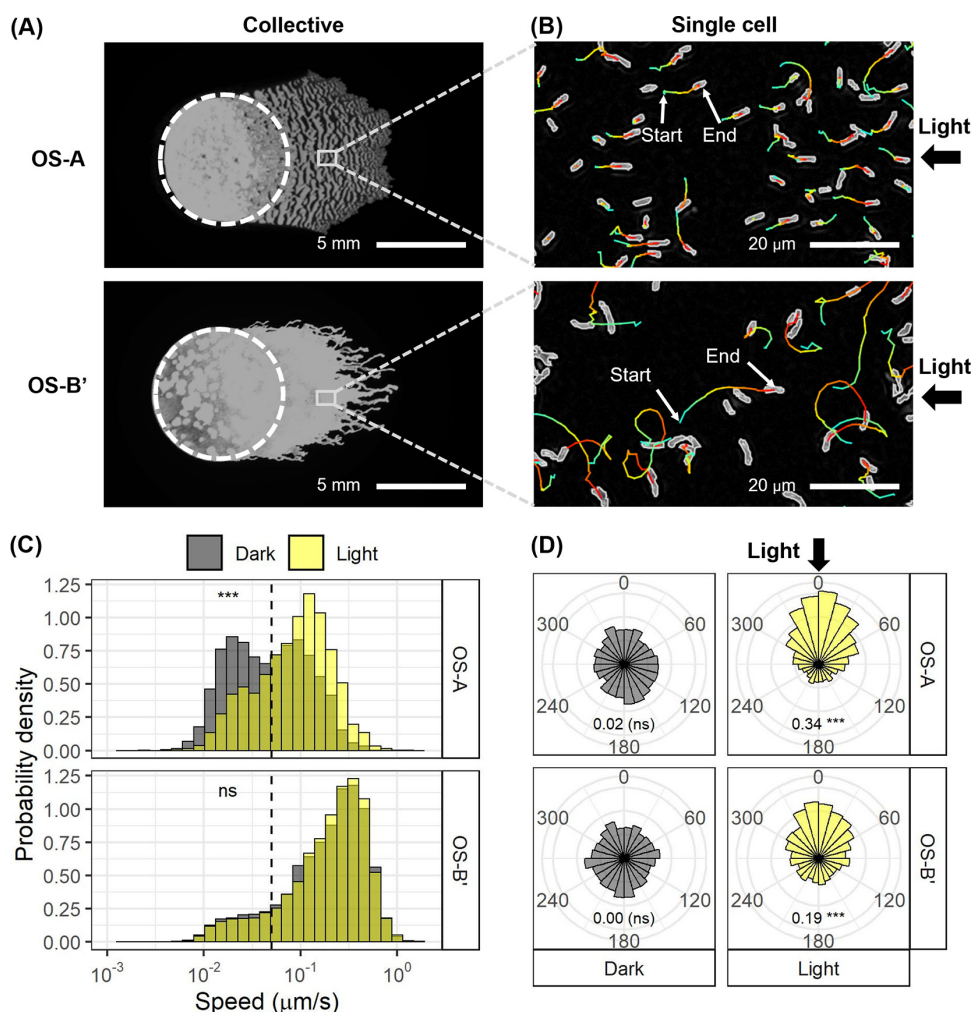 (A)
Collective
(B)
Single cell
OS-A
5 mm
Start
End
20 μm
Light
OS-B'
5 mm
Start
End
20 μm
Light
(C)
Dark
Light
Probability density
1.25
1.00
0.75
0.50
0.25
0.00
***
OS-A
1.25
1.00
0.75
0.50
0.25
0.00
ns
OS-B'
10-3
10-2
10-1
100
Speed (μm/s)
(D)
Light
0
60
120
180
240
300
0.02 (ns)
0
60
120
180
240
300
0.34 ***
OS-A
0
60
120
180
240
300
0.00 (ns)
0
60
120
180
240
300
0.19 ***
OS-B'
Dark
Light